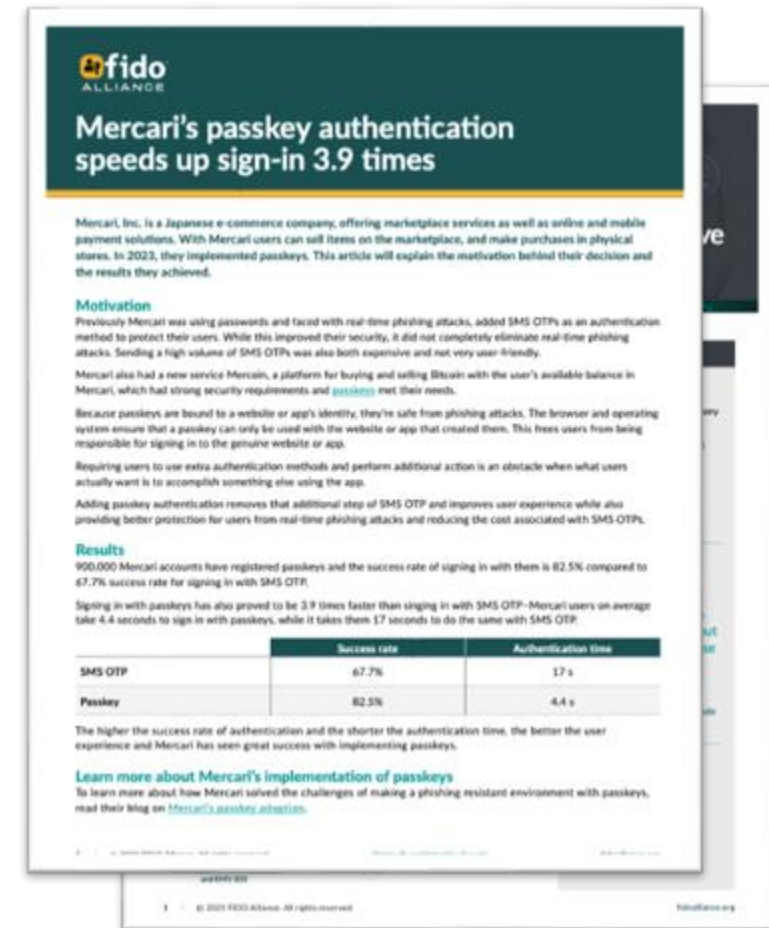 fido
ALLIANCE
Mercari's passkey authentication
speeds up sign-in 3.9 times
Mercari, Inc. is a Japanese e-commerce company, offering marketplace services as well as online and mobile
payment solutions. With Mercari users can sell items on the marketplace, and make purchases in physical
stores. In 2023, they implemented passkeys. This article will explain the motivation behind their decision and
the results they achieved.
Motivation
Previously Mercari was using passwords and faced with real-time phishing attacks, added SMS OTPs as an authentication
method to protect their users. While this improved their security, it did not completely eliminate real-time phishing
attacks. Sending a high volume of SMS OTPs was also both expensive and not very user-friendly.
Mercari also had a new service Mercoin, a platform for buying and selling Bitcoin with the user's available balance in
Mercari, which had strong security requirements and passkeys met their needs.
Because passkeys are bound to a website or app's identity, they're safe from phishing attacks. The browser and operating
system ensure that a passkey can only be used with the website or app that created them. This frees users from being
responsible for signing in to the genuine website or app.
Requiring users to use extra authentication methods and perform additional action is an obstacle when what users
actually want is to accomplish something else using the app.
Adding passkey authentication removes that additional step of SMS OTP and improves user experience while also
providing better protection for users from real-time phishing attacks and reducing the cost associated with SMS OTPs.
Results
900,000 Mercari accounts have registered passkeys and the success rate of signing in with them is 82.5% compared to
67.7% success rate for signing in with SMS OTP.
Signing in with passkeys has also proved to be 3.9 times faster than singing in with SMS OTP–Mercari users on average
take 4.4 seconds to sign in with passkeys, while it takes them 17 seconds to do the same with SMS OTP.
Success rate Authentication time
SMS OTP 67.7% 17 s
Passkey 82.5% 4.4 s
The higher the success rate of authentication and the shorter the authentication time, the better the user
experience and Mercari has seen great success with implementing passkeys.
Learn more about Mercari's implementation of passkeys
To learn more about how Mercari solved the challenges of making a phishing resistant environment with passkeys,
read their blog on Mercari's passkey adoption.
ve
ut
se
and EMV 3DS
© 2025 FIDO Alliance. All rights reserved
fidoalliance.org